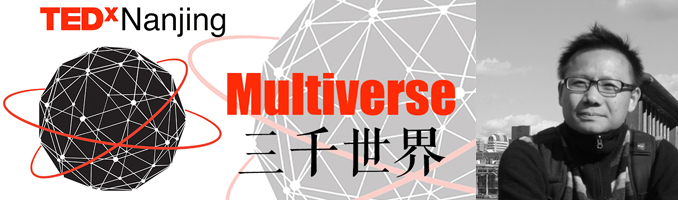 TEDxNanjing
Multiverse
三千世界